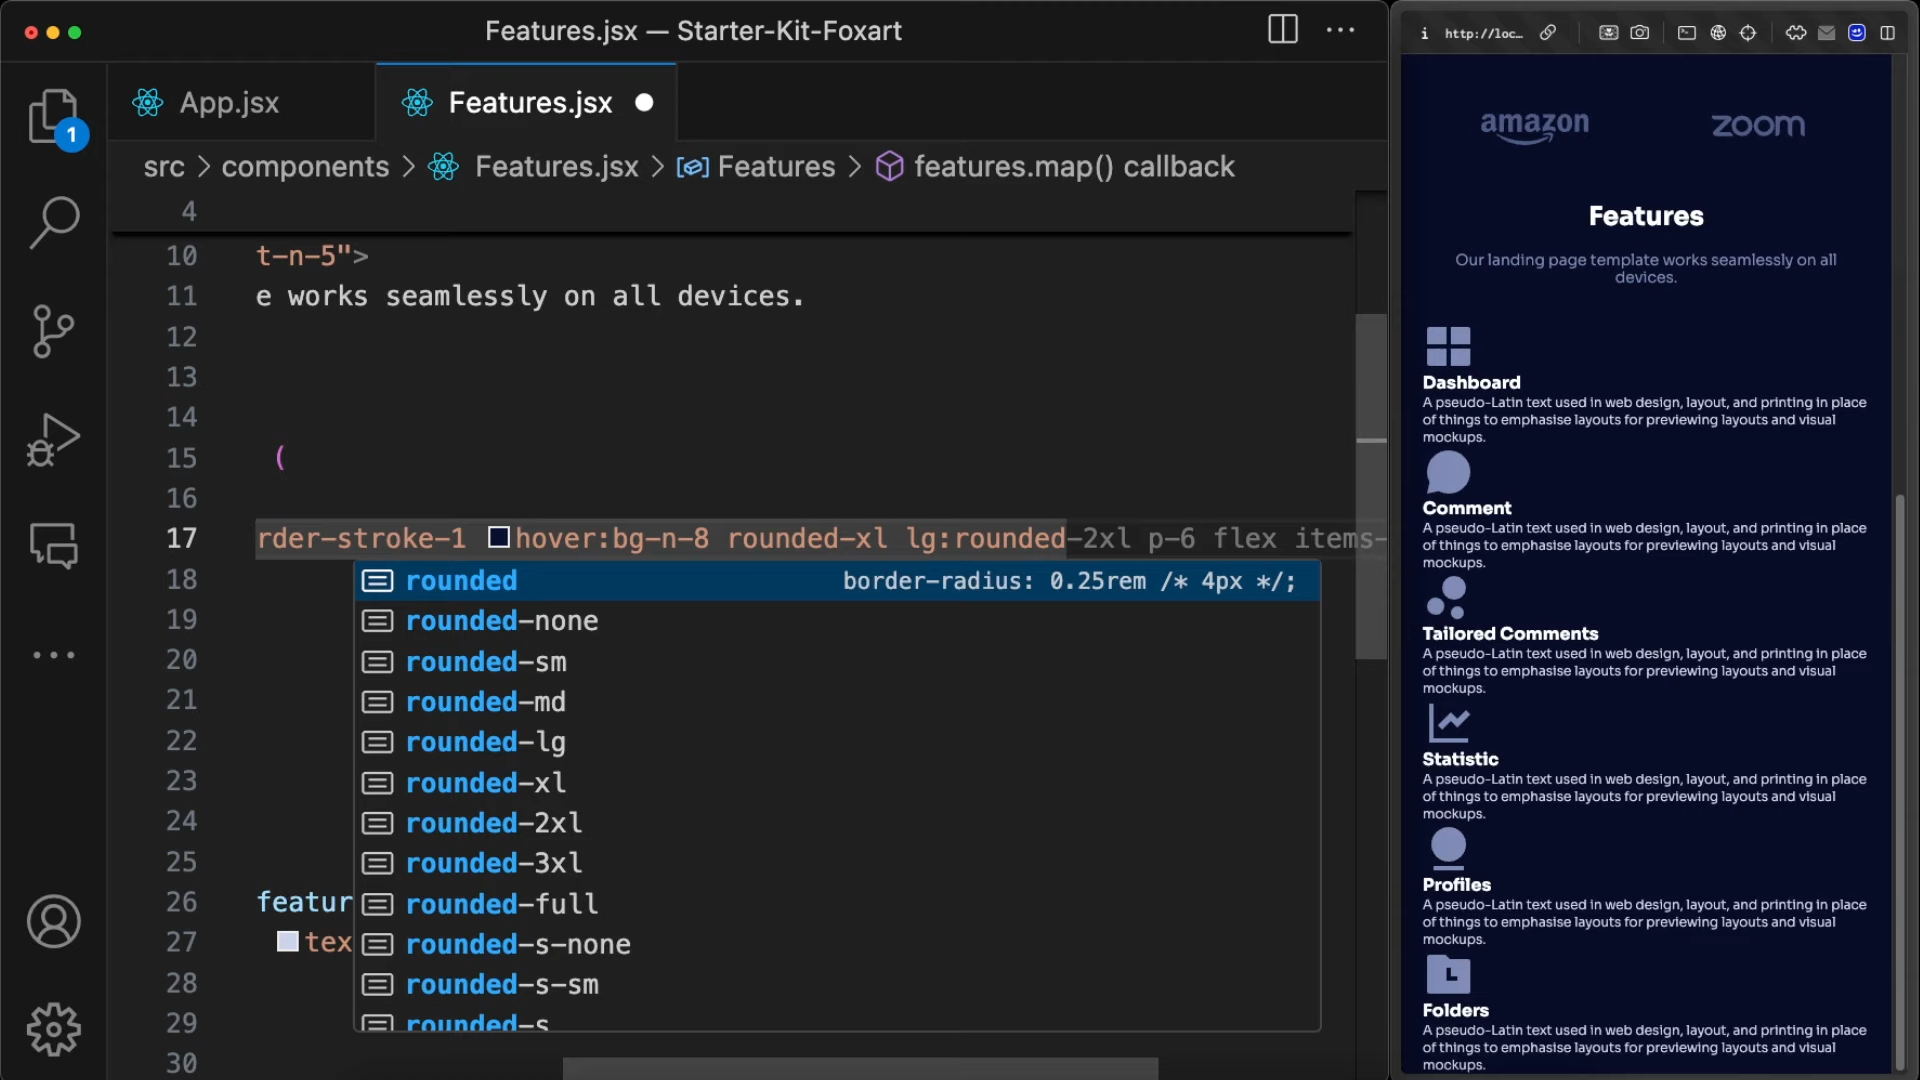 Features.jsx — Starter-Kit-Foxart
App.jsx
Features.jsx
1
src > components > Features.jsx > Features > features.map() callback
4
10 t-n-5">
11 e works seamlessly on all devices.
12
13
14
15 (
16
17 rder-stroke-1 hover:bg-n-8 rounded-xl lg:rounded-2xl p-6 flex items-
18
19
20
21
22
23
24
25
26 featur
27 tex
28
29
30
rounded border-radius: 0.25rem /* 4px */;
rounded-none
rounded-sm
rounded-md
rounded-lg
rounded-xl
rounded-2xl
rounded-3xl
rounded-full
rounded-s-none
rounded-s-sm
rounded-s
http://loc…
amazon
zoom
Features
Our landing page template works seamlessly on all
devices.
Dashboard
A pseudo-Latin text used in web design, layout, and printing in place
of things to emphasise layouts for previewing layouts and visual
mockups.
Comment
A pseudo-Latin text used in web design, layout, and printing in place
of things to emphasise layouts for previewing layouts and visual
mockups.
Tailored Comments
A pseudo-Latin text used in web design, layout, and printing in place
of things to emphasise layouts for previewing layouts and visual
mockups.
Statistic
A pseudo-Latin text used in web design, layout, and printing in place
of things to emphasise layouts for previewing layouts and visual
mockups.
Profiles
A pseudo-Latin text used in web design, layout, and printing in place
of things to emphasise layouts for previewing layouts and visual
mockups.
Folders
A pseudo-Latin text used in web design, layout, and printing in place
of things to emphasise layouts for previewing layouts and visual
mockups.